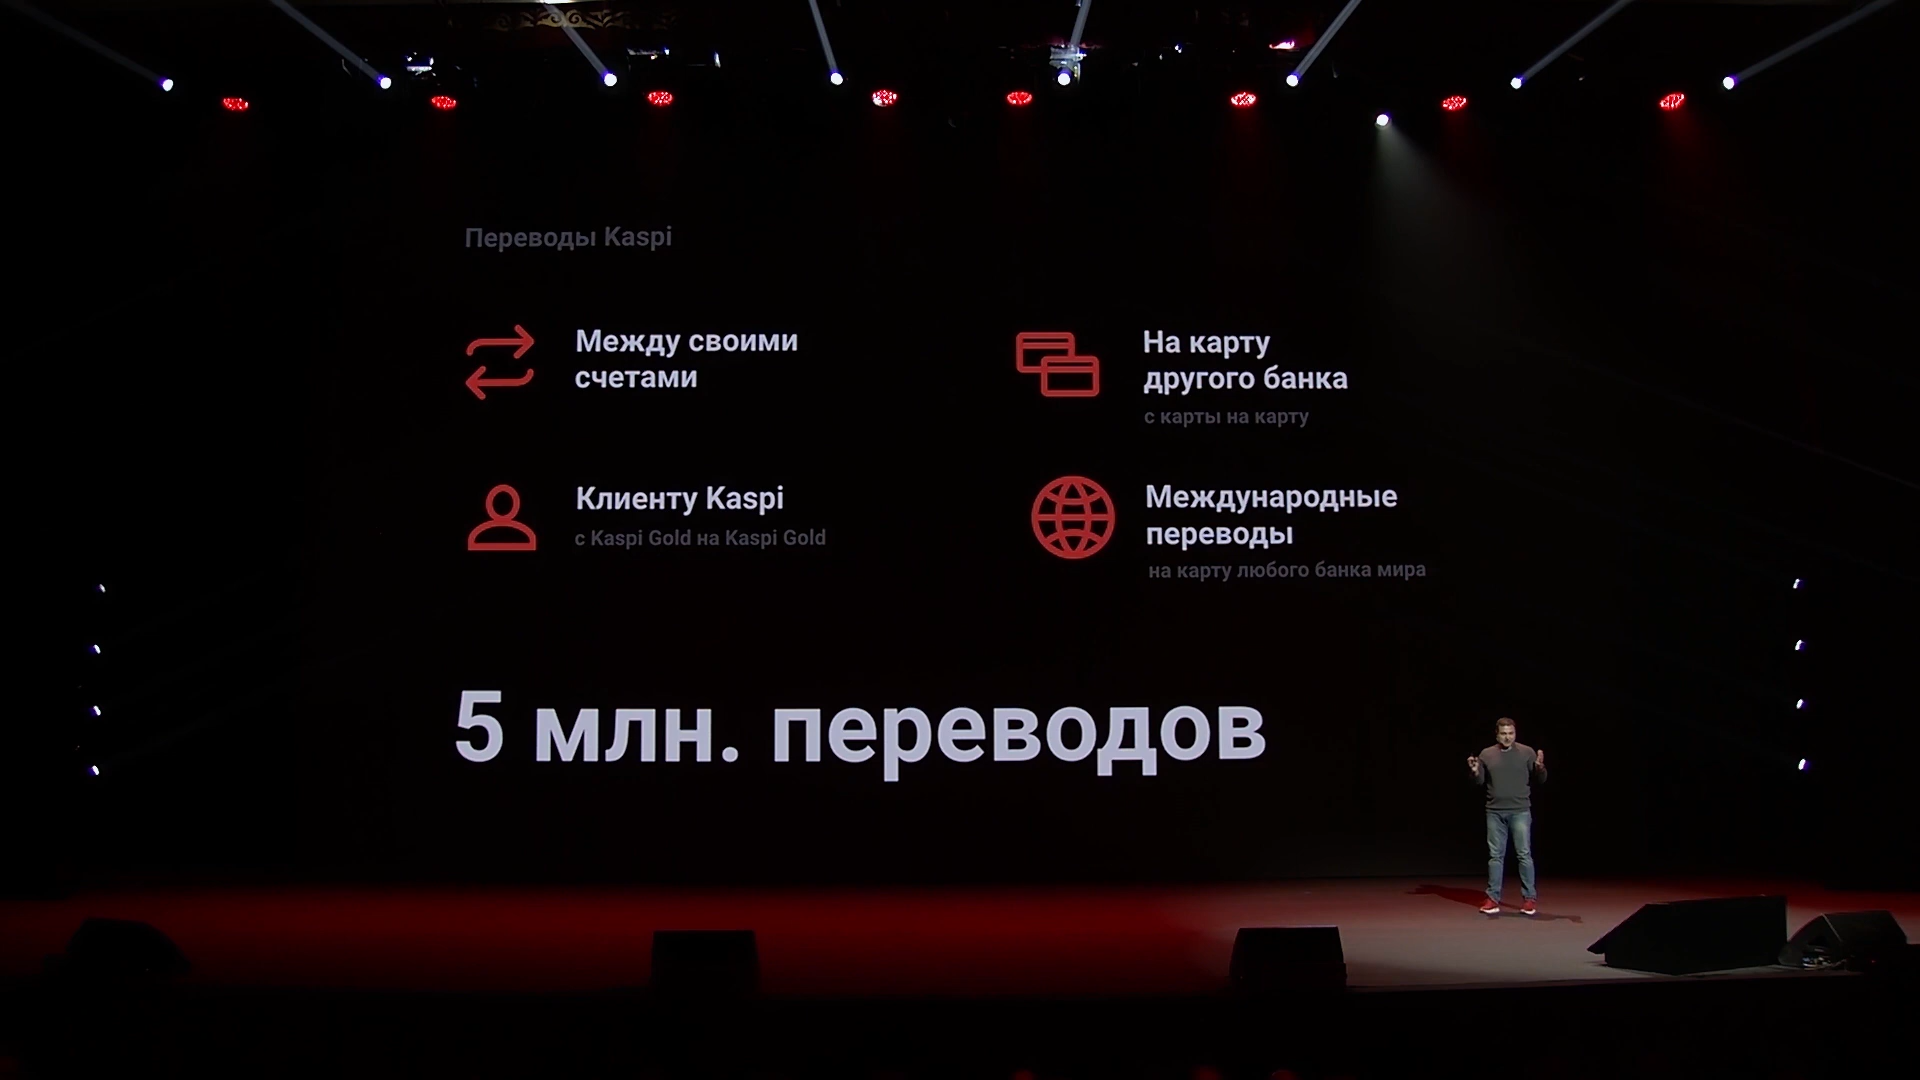 Переводы Kaspi
Между своими
счетами
На карту
другого банка
с карты на карту
Клиенту Kaspi
с Kaspi Gold на Kaspi Gold
Международные
переводы
на карту любого банка мира
5 млн. переводов